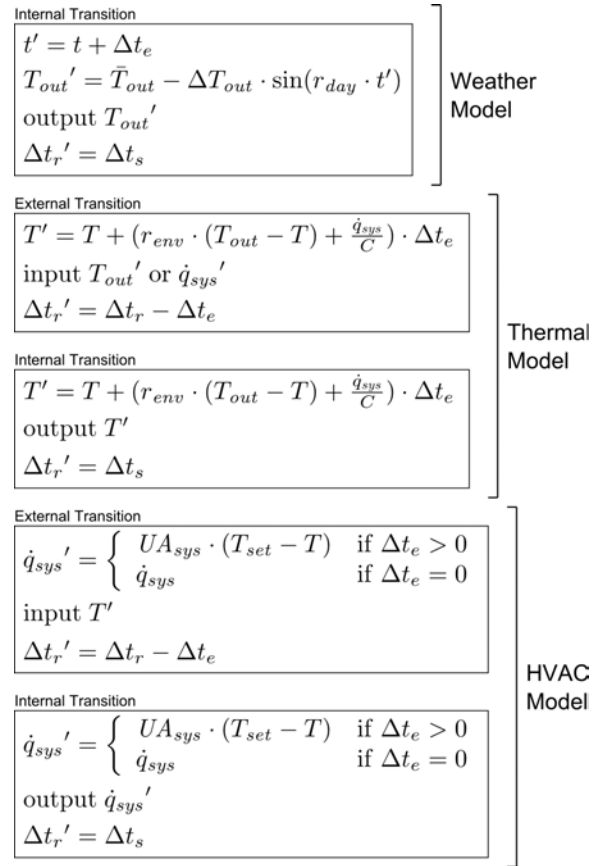 Internal Transition
t′ = t + Δt_e
T_out′ = T̄_out − ΔT_out · sin(r_day · t′)
output T_out′
Δt_r′ = Δt_s
Weather
Model
External Transition
T′ = T + (r_env · (T_out − T) + q̇_sys/C) · Δt_e
input T_out′ or q̇_sys′
Δt_r′ = Δt_r − Δt_e
Internal Transition
T′ = T + (r_env · (T_out − T) + q̇_sys/C) · Δt_e
output T′
Δt_r′ = Δt_s
Thermal
Model
External Transition
q̇_sys′ = { UA_sys · (T_set − T) if Δt_e > 0
q̇_sys if Δt_e = 0
input T′
Δt_r′ = Δt_r − Δt_e
Internal Transition
q̇_sys′ = { UA_sys · (T_set − T) if Δt_e > 0
q̇_sys if Δt_e = 0
output q̇_sys′
Δt_r′ = Δt_s
HVAC
Modell